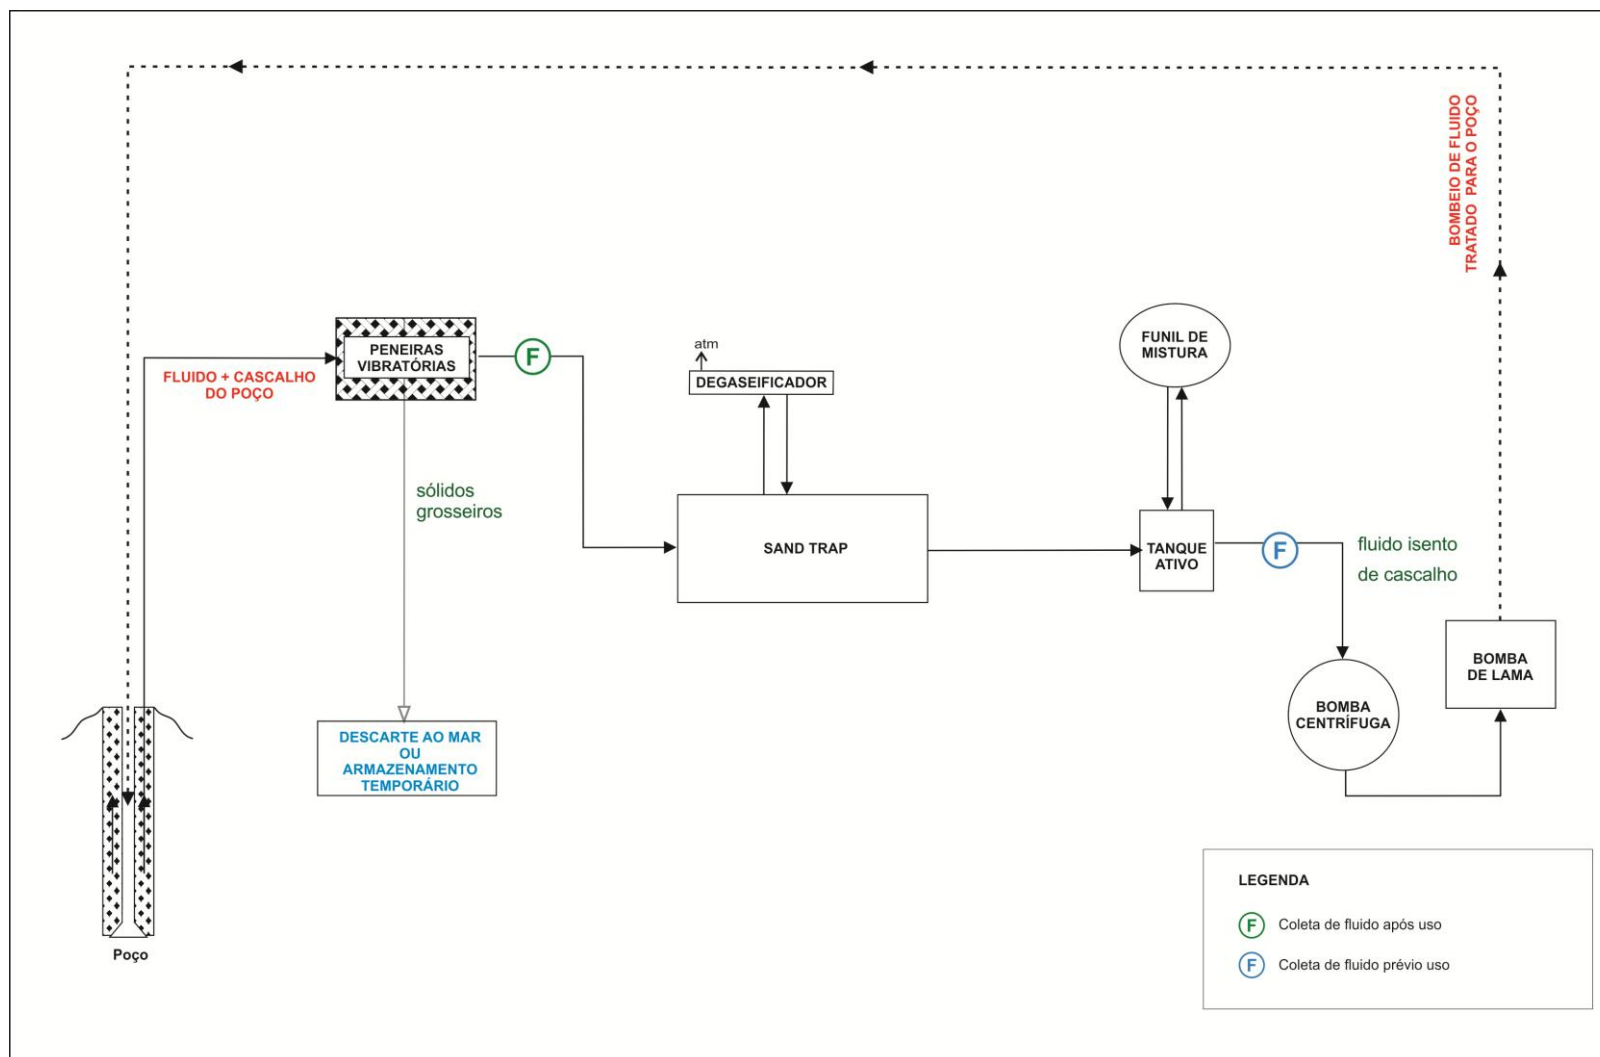 BOMBEIO DE FLUIDO
TRATADO PARA O POÇO
PENEIRAS
VIBRATÓRIAS
F
FLUIDO + CASCALHO
DO POÇO
atm
DEGASEIFICADOR
FUNIL DE
MISTURA
sólidos
grosseiros
SAND TRAP
TANQUE
ATIVO
F
fluido isento
de cascalho
BOMBA
DE LAMA
BOMBA
CENTRÍFUGA
DESCARTE AO MAR
OU
ARMAZENAMENTO
TEMPORÁRIO
Poço
LEGENDA
F Coleta de fluido após uso
F Coleta de fluido prévio uso